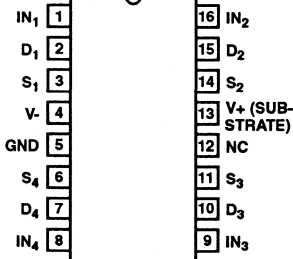 IN1 1 16 IN2
D1 2 15 D2
S1 3 14 S2
V- 4 13 V+ (SUB-
STRATE)
GND 5 12 NC
S4 6 11 S3
D4 7 10 D3
IN4 8 9 IN3